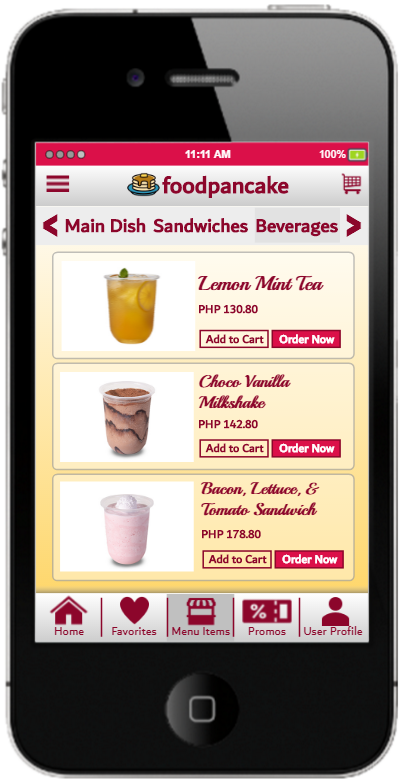 11:11 AM
100%
foodpancake
< Main Dish Sandwiches Beverages >
Lemon Mint Tea
PHP 130.80
Add to Cart Order Now
Choco Vanilla
Milkshake
PHP 142.80
Add to Cart Order Now
Bacon, Lettuce, &
Tomato Sandwich
PHP 178.80
Add to Cart Order Now
%
Home Favorites Menu Items Promos User Profile